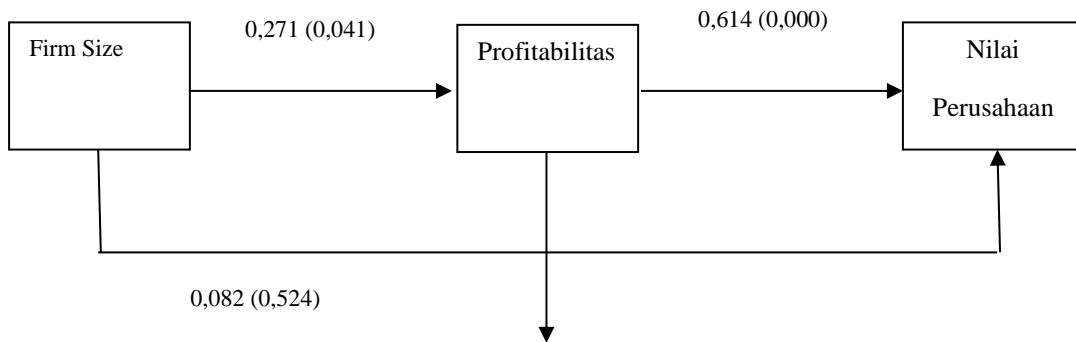 0,271 (0,041)
0,614 (0,000)
Firm Size
Profitabilitas
Nilai
Perusahaan
0,082 (0,524)